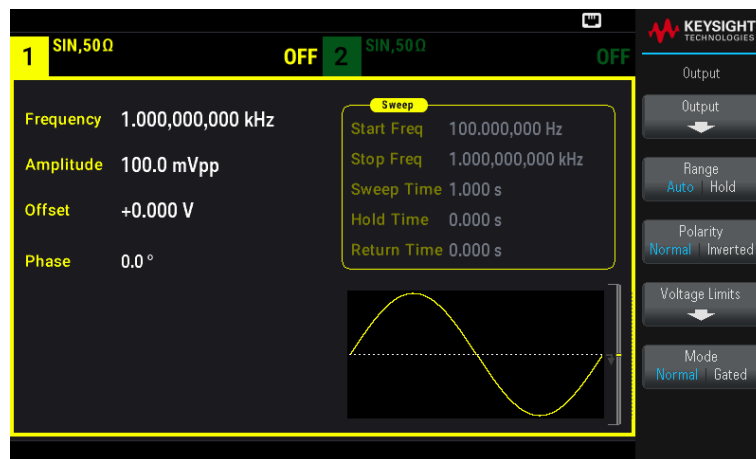 1 SIN,50Ω OFF 2 SIN,50Ω OFF
Frequency 1.000,000,000 kHz
Amplitude 100.0 mVpp
Offset +0.000 V
Phase 0.0 °
Sweep
Start Freq 100.000,000 Hz
Stop Freq 1.000,000,000 kHz
Sweep Time 1.000 s
Hold Time 0.000 s
Return Time 0.000 s
KEYSIGHT
TECHNOLOGIES
Output
Output
Range
Auto | Hold
Polarity
Normal | Inverted
Voltage Limits
Mode
Normal | Gated